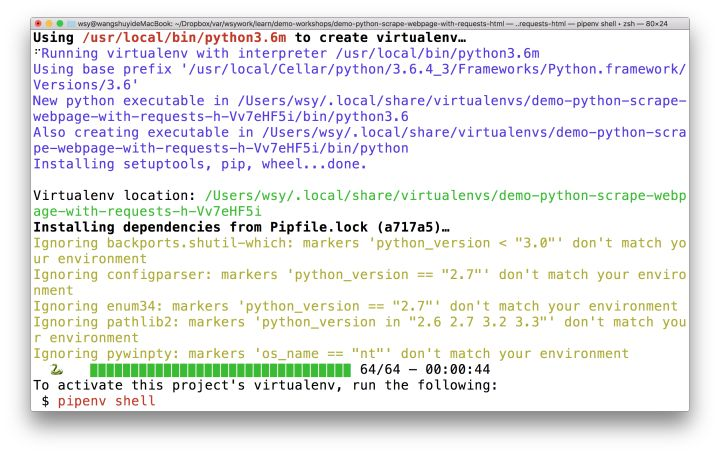 wsy@wangshuyideMacBook: ~/Dropbox/var/wsywork/learn/demo-workshops/demo-python-scrape-webpage-with-requests-html — ..requests-html — pipenv shell • zsh — 80×24
Using /usr/local/bin/python3.6m to create virtualenv…
⠋Running virtualenv with interpreter /usr/local/bin/python3.6m
Using base prefix '/usr/local/Cellar/python/3.6.4_3/Frameworks/Python.framework/
Versions/3.6'
New python executable in /Users/wsy/.local/share/virtualenvs/demo-python-scrape-
webpage-with-requests-h-Vv7eHF5i/bin/python3.6
Also creating executable in /Users/wsy/.local/share/virtualenvs/demo-python-scra
pe-webpage-with-requests-h-Vv7eHF5i/bin/python
Installing setuptools, pip, wheel...done.
Virtualenv location: /Users/wsy/.local/share/virtualenvs/demo-python-scrape-webp
age-with-requests-h-Vv7eHF5i
Installing dependencies from Pipfile.lock (a717a5)…
Ignoring backports.shutil-which: markers 'python_version < "3.0"' don't match yo
ur environment
Ignoring configparser: markers 'python_version == "2.7"' don't match your enviro
nment
Ignoring enum34: markers 'python_version == "2.7"' don't match your environment
Ignoring pathlib2: markers 'python_version in "2.6 2.7 3.2 3.3"' don't match you
r environment
Ignoring pywinpty: markers 'os_name == "nt"' don't match your environment
🐍 ▉▉▉▉▉▉▉▉▉▉▉▉▉▉▉▉▉▉▉▉▉▉▉▉▉▉▉▉▉▉▉▉ 64/64 — 00:00:44
To activate this project's virtualenv, run the following:
$ pipenv shell